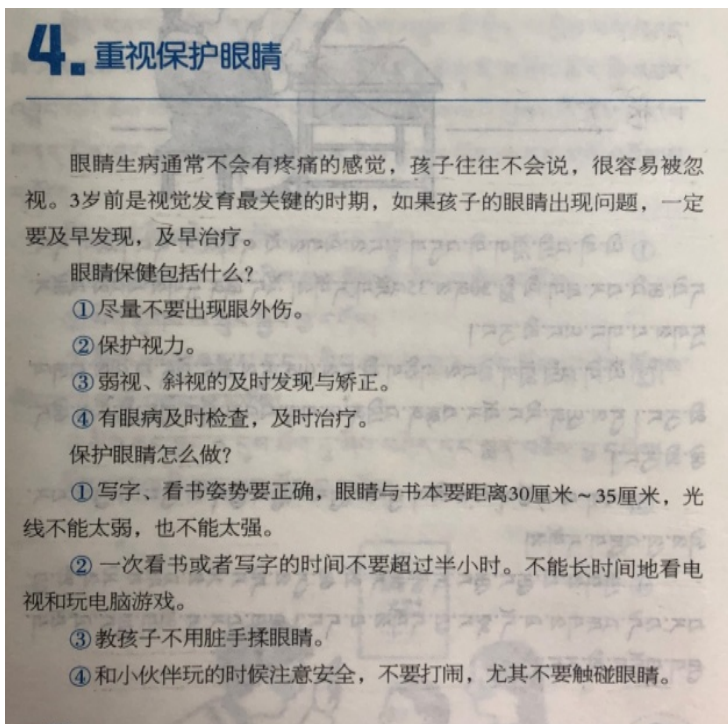 4.重视保护眼睛
眼睛生病通常不会有疼痛的感觉，孩子往往不会说，很容易被忽
视。3岁前是视觉发育最关键的时期，如果孩子的眼睛出现问题，一定
要及早发现，及早治疗。
眼睛保健包括什么？
①尽量不要出现眼外伤。
②保护视力。
③弱视、斜视的及时发现与矫正。
④有眼病及时检查，及时治疗。
保护眼睛怎么做？
①写字、看书姿势要正确，眼睛与书本要距离30厘米～35厘米，光
线不能太弱，也不能太强。
②一次看书或者写字的时间不要超过半小时。不能长时间地看电
视和玩电脑游戏。
③教孩子不用脏手揉眼睛。
④和小伙伴玩的时候注意安全，不要打闹，尤其不要触碰眼睛。